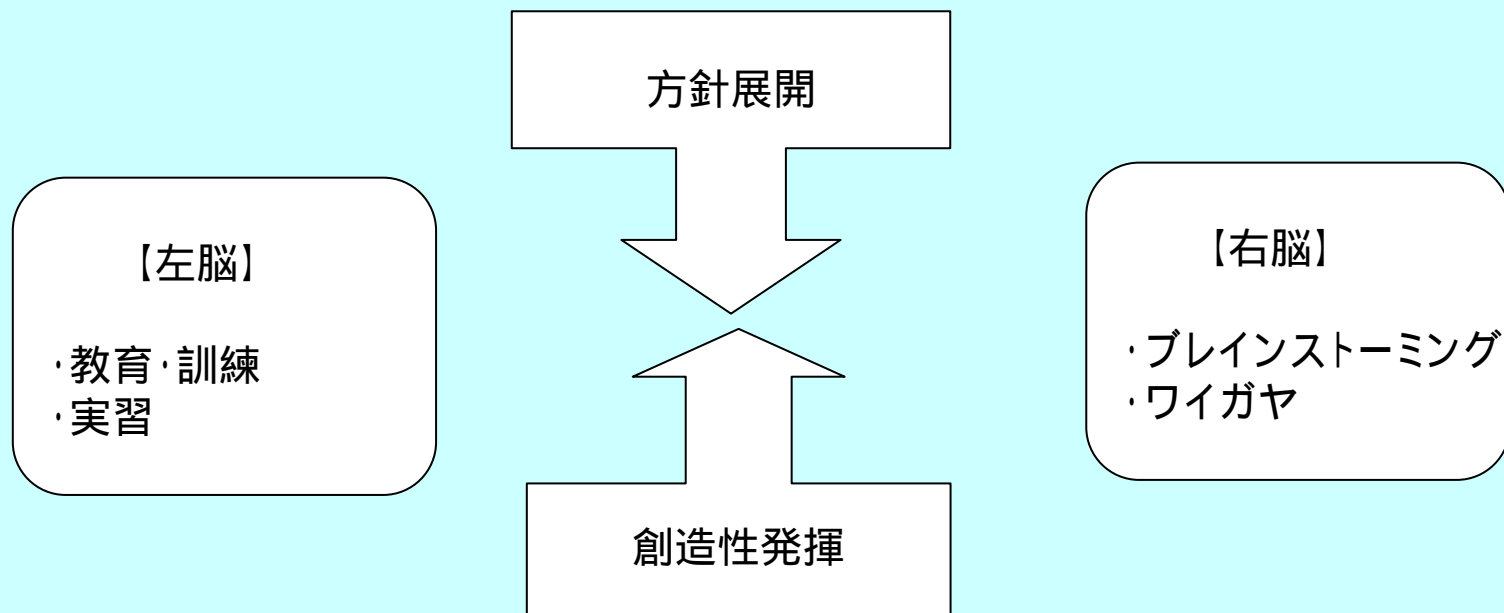 方針展開
【左脳】
･教育･訓練
･実習
【右脳】
･ブレインストーミング
･ワイガヤ
創造性発揮